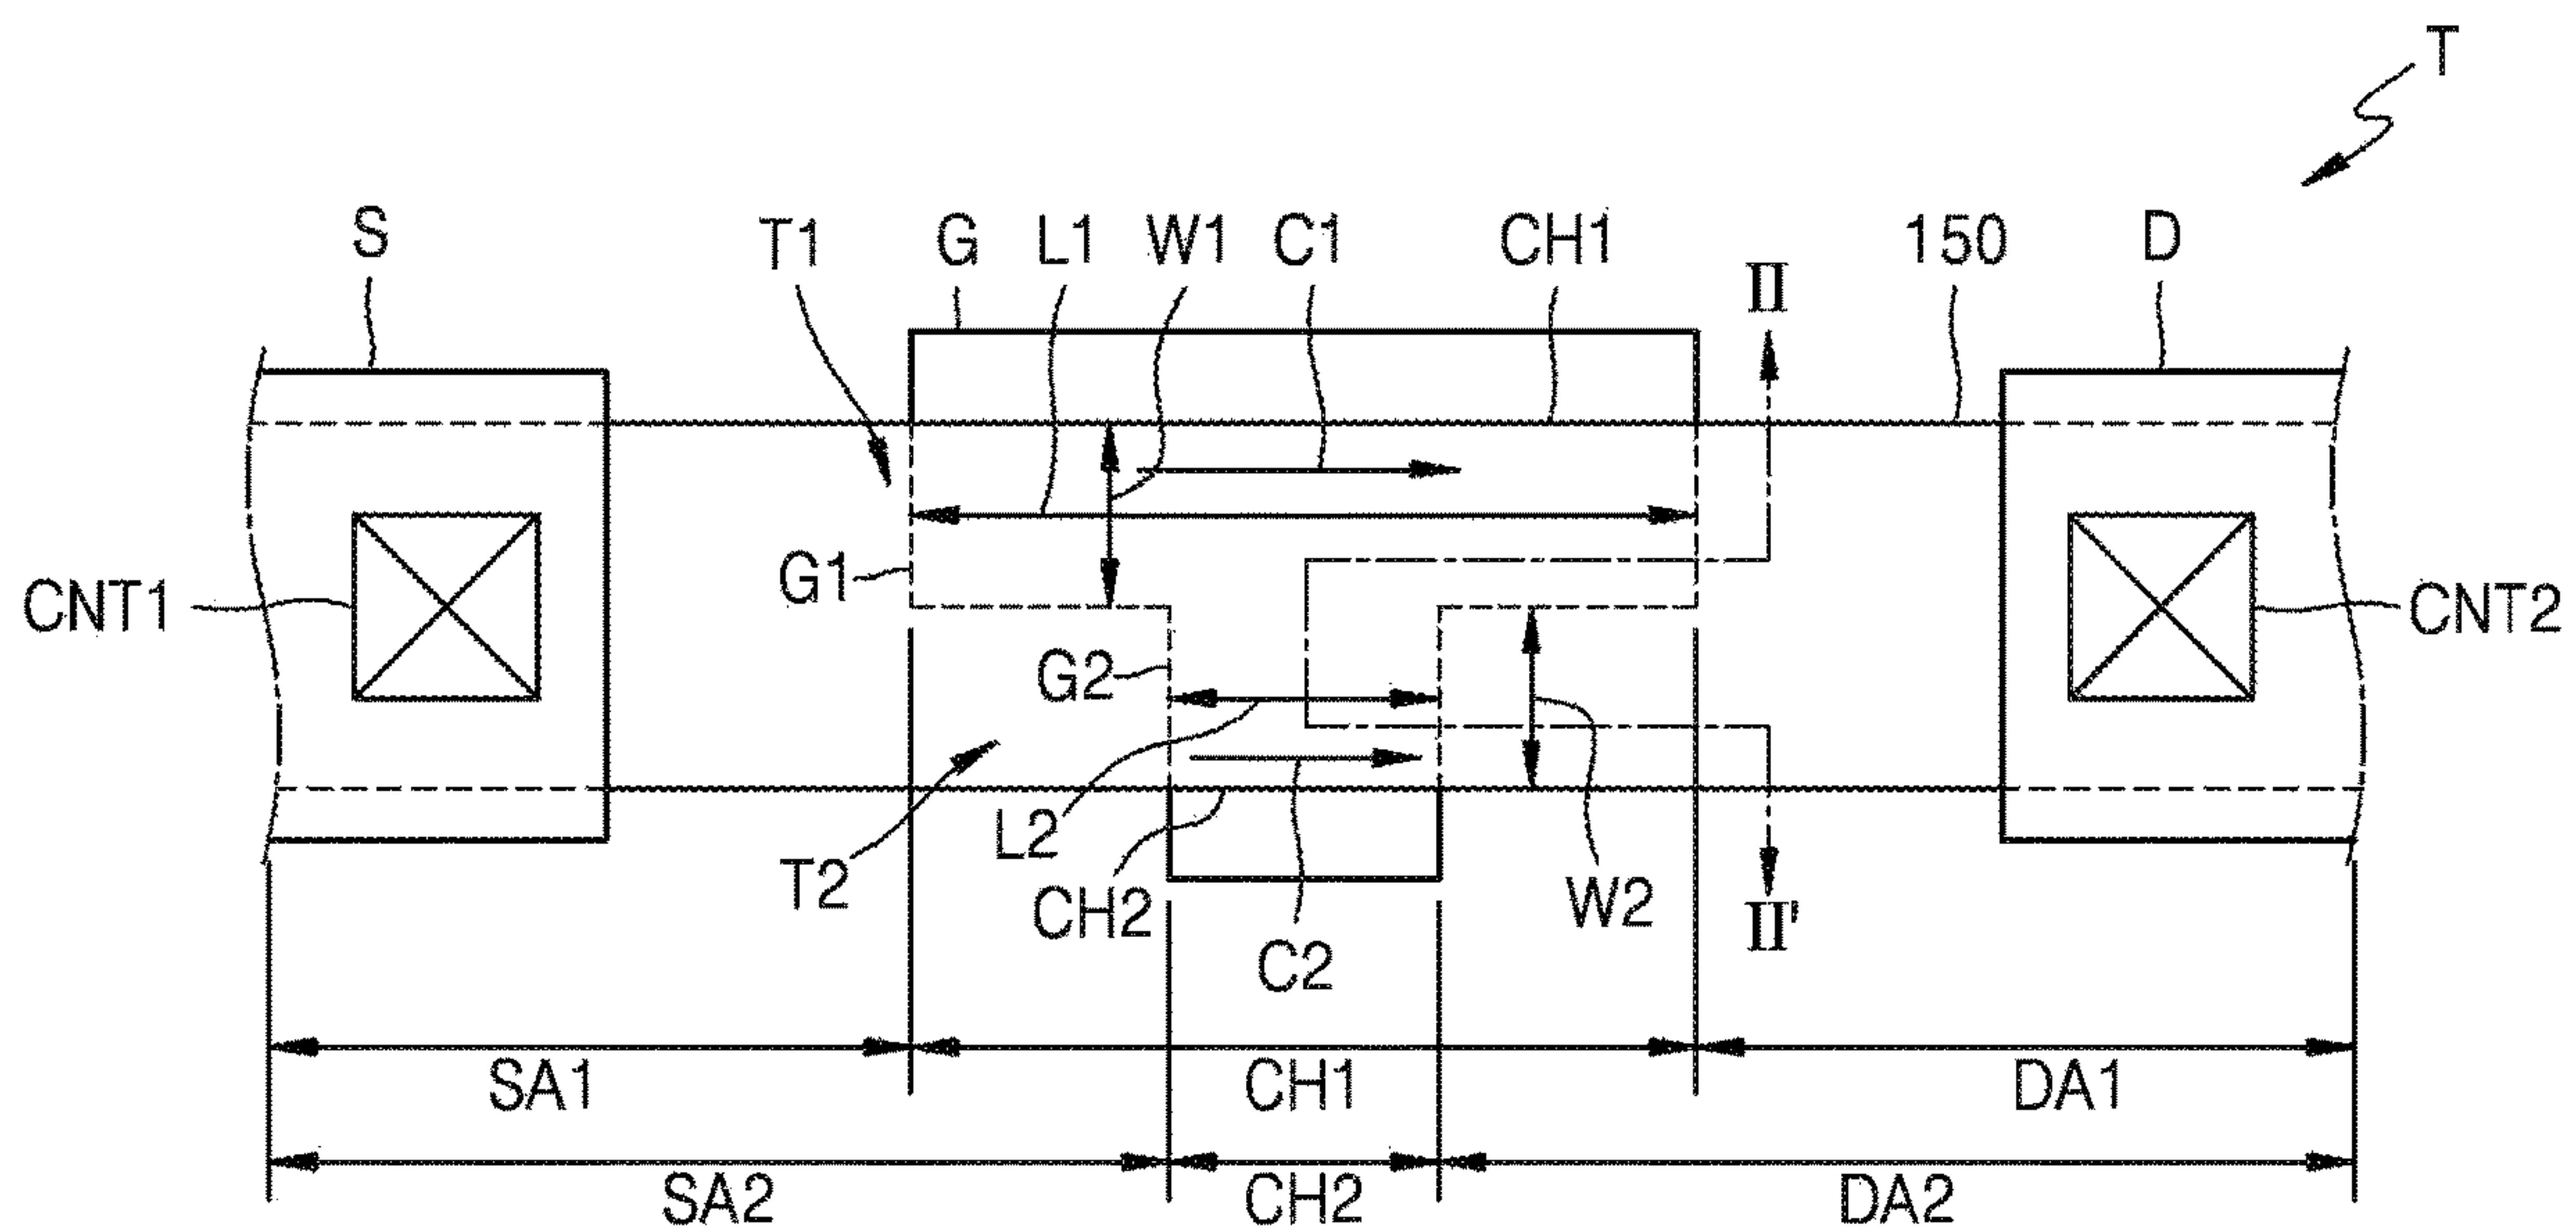 T
S
T1 G L1 W1 C1 CH1 150 D
II
G1
CNT1 CNT2
G2
L2
T2 CH2 W2
C2 II'
SA1 CH1 DA1
SA2 CH2 DA2